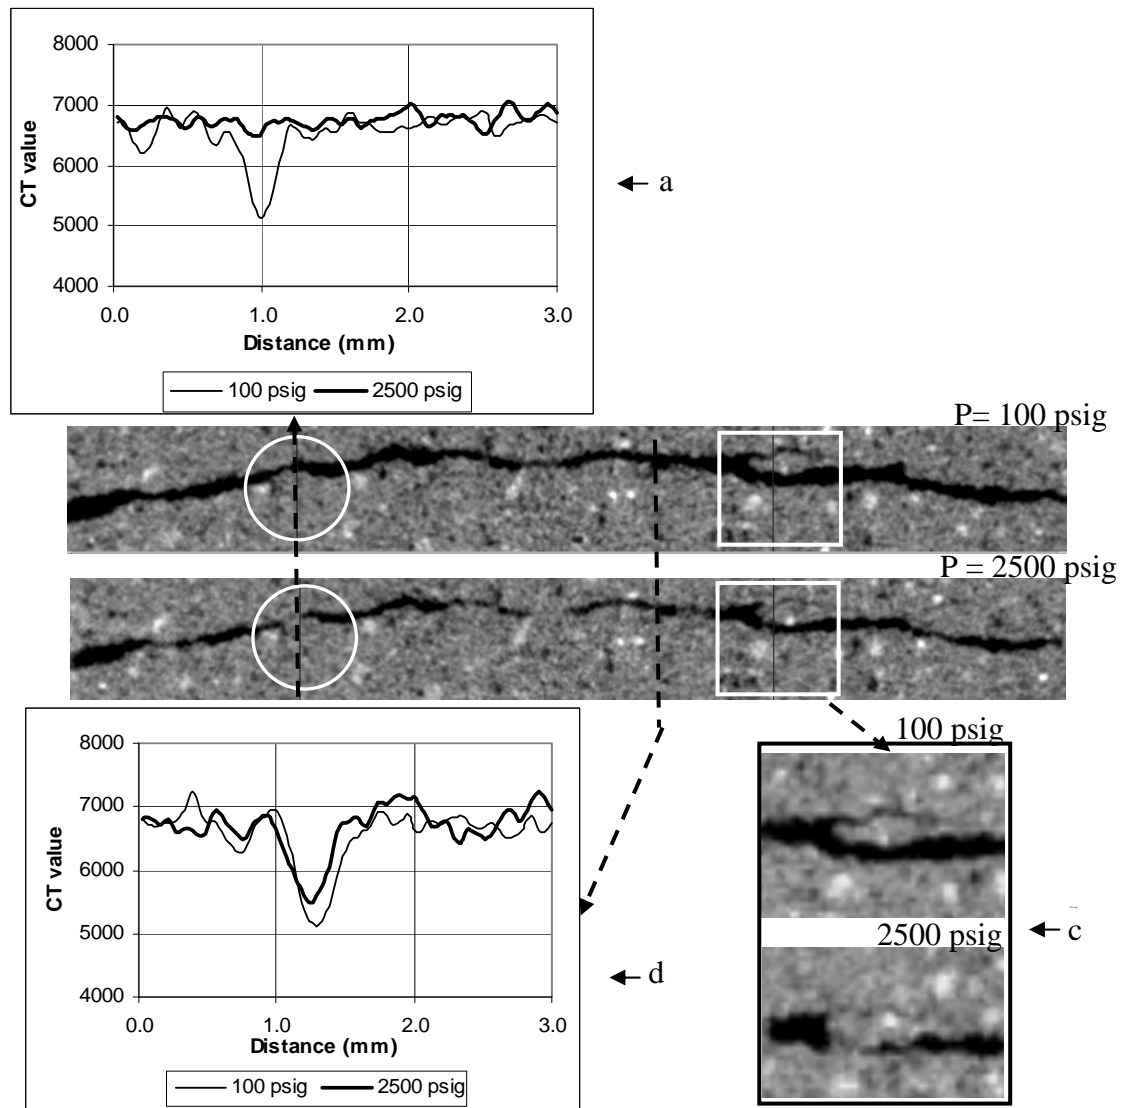 8000
7000
6000
5000
4000
CT value
0.0 1.0 2.0 3.0
Distance (mm)
100 psig 2500 psig
a
P= 100 psig
P = 2500 psig
8000
7000
6000
5000
4000
CT value
0.0 1.0 2.0 3.0
Distance (mm)
100 psig 2500 psig
d
100 psig
2500 psig
c